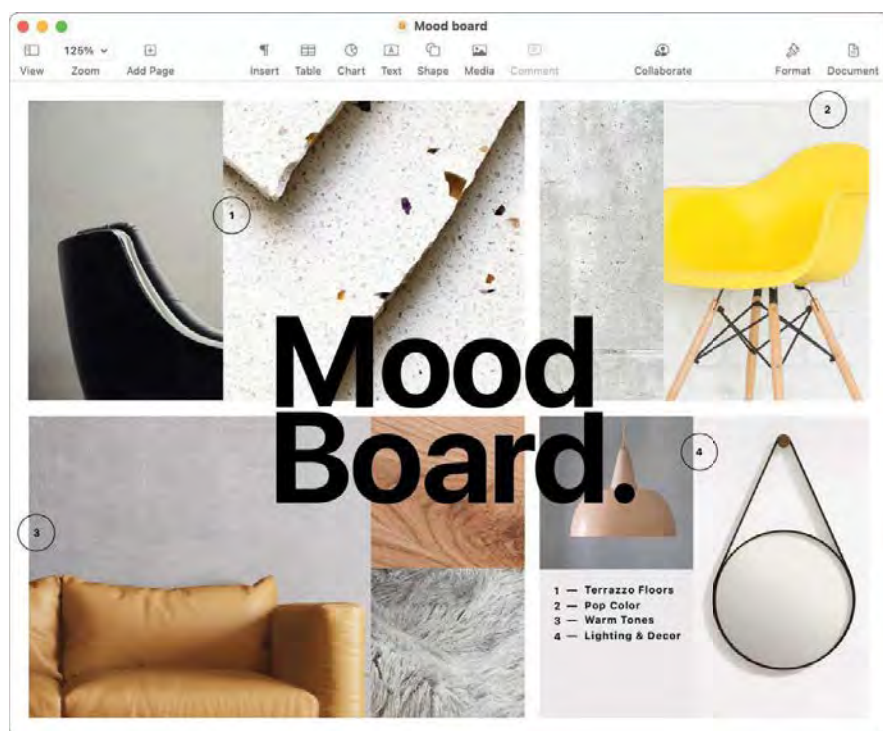 Mood board
125%
View Zoom Add Page Insert Table Chart Text Shape Media Comment Collaborate Format Document
2
1
Mood
Board.
4
3
1 — Terrazzo Floors
2 — Pop Color
3 — Warm Tones
4 — Lighting & Decor